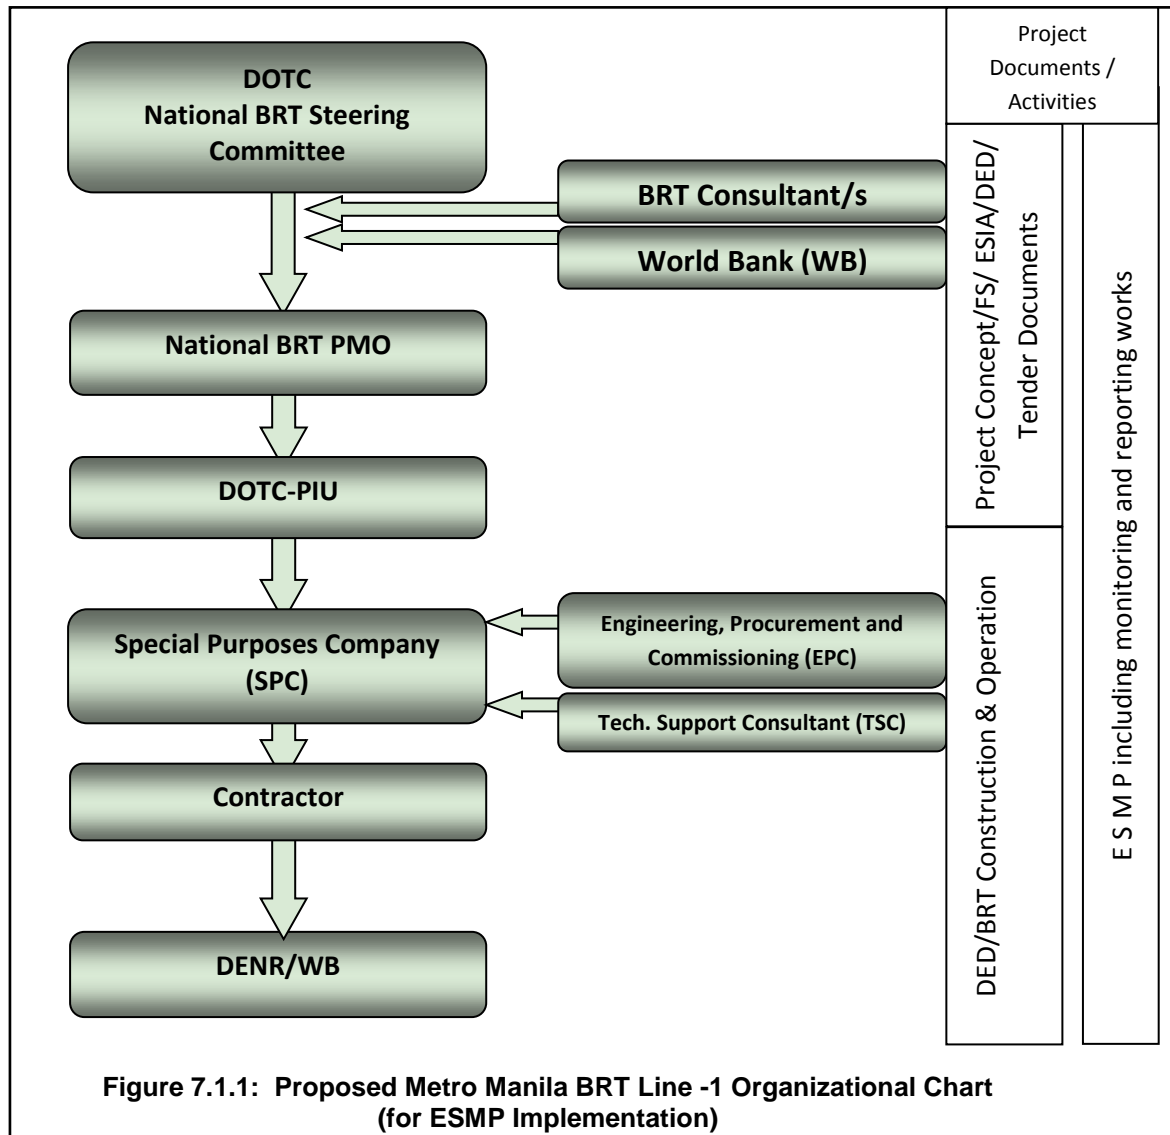 Project
Documents /
Activities
DOTC
National BRT Steering
Committee
BRT Consultant/s
World Bank (WB)
National BRT PMO
DOTC-PIU
Special Purposes Company
(SPC)
Engineering, Procurement and
Commissioning (EPC)
Tech. Support Consultant (TSC)
Contractor
DENR/WB
Project Concept/FS/ ESIA/DED/
Tender Documents
DED/BRT Construction & Operation
E S M P including monitoring and reporting works
Figure 7.1.1: Proposed Metro Manila BRT Line -1 Organizational Chart
(for ESMP Implementation)